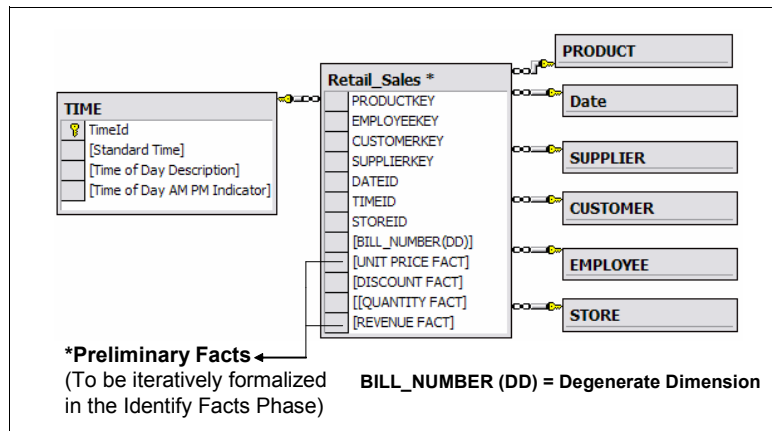 TIME
TimeId
[Standard Time]
[Time of Day Description]
[Time of Day AM PM Indicator]
Retail_Sales *
PRODUCTKEY
EMPLOYEEKEY
CUSTOMERKEY
SUPPLIERKEY
DATEID
TIMEID
STOREID
[BILL_NUMBER(DD)]
[UNIT PRICE FACT]
[DISCOUNT FACT]
[[QUANTITY FACT]
[REVENUE FACT]
PRODUCT
Date
SUPPLIER
CUSTOMER
EMPLOYEE
STORE
*Preliminary Facts
(To be iteratively formalized
in the Identify Facts Phase)
BILL_NUMBER (DD) = Degenerate Dimension